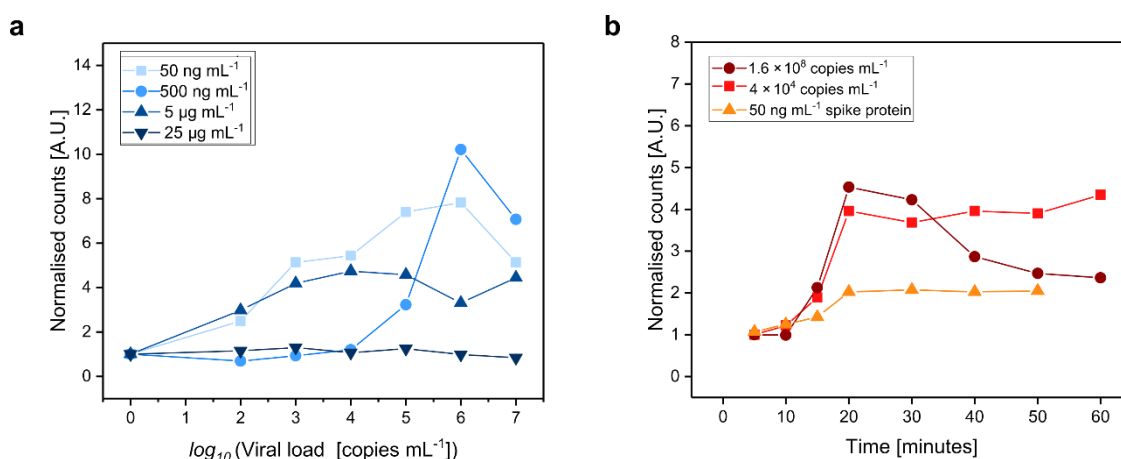 a
14
12
10
8
6
4
2
0
Normalised counts [A.U.]
50 ng mL⁻¹
500 ng mL⁻¹
5 µg mL⁻¹
25 µg mL⁻¹
0 1 2 3 4 5 6 7
log₁₀(Viral load [copies mL⁻¹])
b
8
7
6
5
4
3
2
1
0
Normalised counts [A.U.]
1.6 × 10⁸ copies mL⁻¹
4 × 10⁴ copies mL⁻¹
50 ng mL⁻¹ spike protein
0 10 20 30 40 50 60
Time [minutes]